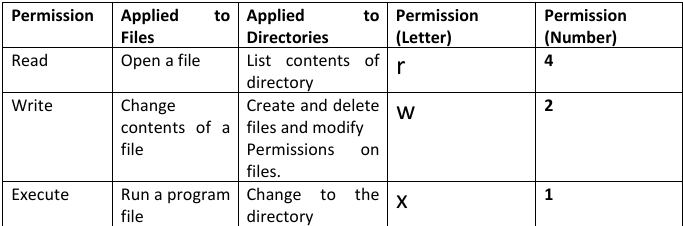 Permission Applied to Files Applied to Directories Permission (Letter) Permission (Number)
Read Open a file List contents of directory r 4
Write Change contents of a file Create and delete files and modify Permissions on files. w 2
Execute Run a program file Change to the directory x 1